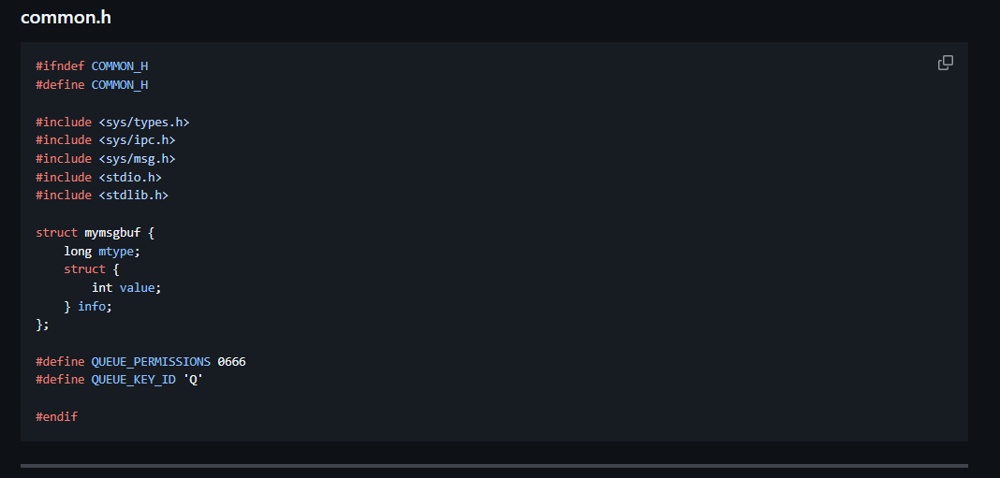 common.h
#ifndef COMMON_H
#define COMMON_H
#include <sys/types.h>
#include <sys/ipc.h>
#include <sys/msg.h>
#include <stdio.h>
#include <stdlib.h>
struct mymsgbuf {
    long mtype;
    struct {
        int value;
    } info;
};
#define QUEUE_PERMISSIONS 0666
#define QUEUE_KEY_ID 'Q'
#endif